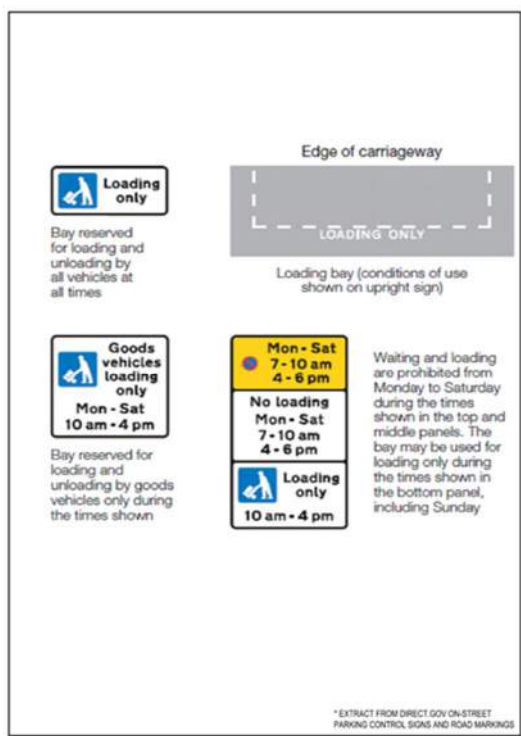 Edge of carriageway
Loading
only
LOADING ONLY
Bay reserved
for loading and
unloading by
all vehicles at
all times
Loading bay (conditions of use
shown on upright sign)
Goods
vehicles
loading
only
Mon - Sat
10 am - 4 pm
Bay reserved for
loading and
unloading by goods
vehicles only during
the times shown
Mon - Sat
7 - 10 am
4 - 6 pm
No loading
Mon - Sat
7 - 10 am
4 - 6 pm
Loading
only
10 am - 4 pm
Waiting and loading
are prohibited from
Monday to Saturday
during the times
shown in the top and
middle panels. The
bay may be used for
loading only during
the times shown in
the bottom panel,
including Sunday
* EXTRACT FROM DIRECT.GOV ON-STREET
PARKING CONTROL SIGNS AND ROAD MARKINGS